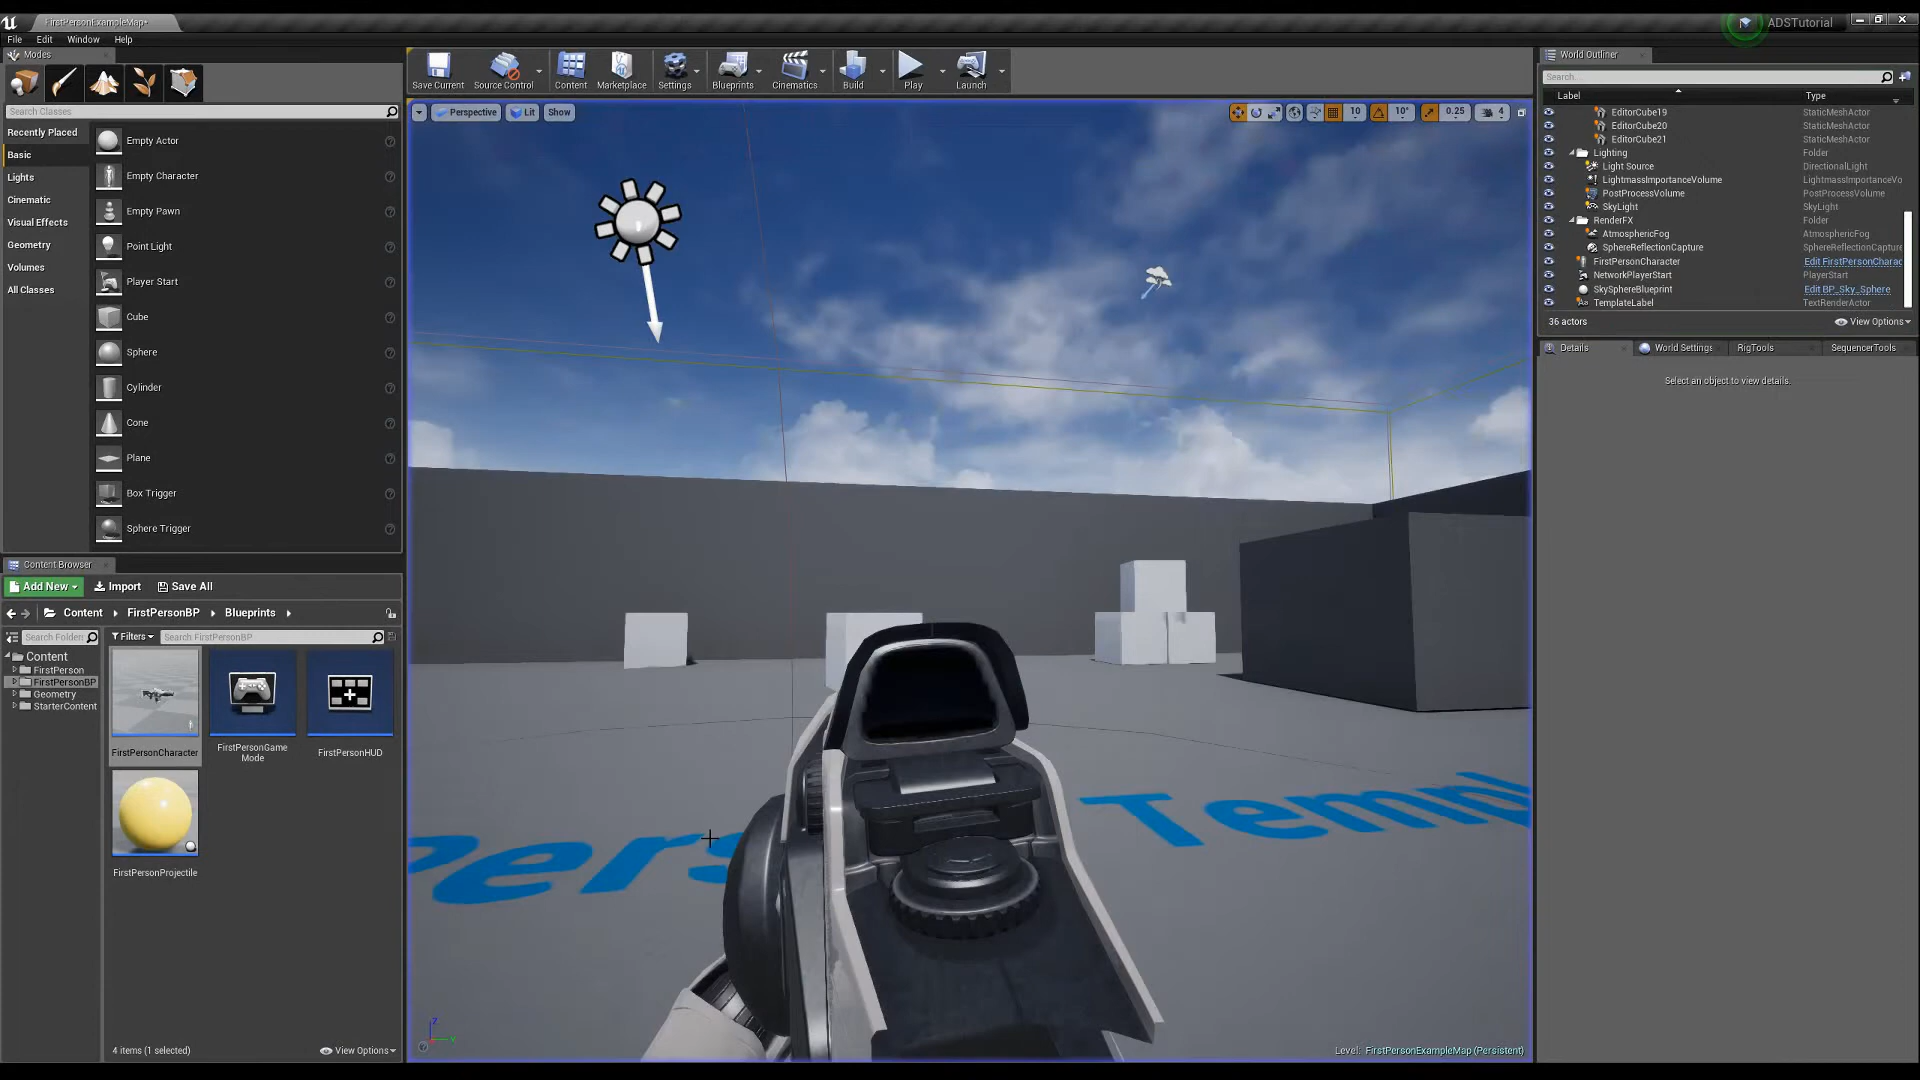 FirstPersonExampleMap*
ADSTutorial
File Edit Window Help
Modes
Search Classes
Recently Placed
Basic
Lights
Cinematic
Visual Effects
Geometry
Volumes
All Classes
Empty Actor
Empty Character
Empty Pawn
Point Light
Player Start
Cube
Sphere
Cylinder
Cone
Plane
Box Trigger
Sphere Trigger
Save Current Source Control Content Marketplace Settings Blueprints Cinematics Build Play Launch
Perspective Lit Show
10 10° 0.25 4
pers Templ
Level: FirstPersonExampleMap (Persistent)
Content Browser
Add New Import Save All
Content FirstPersonBP Blueprints
Search Folders
Filters Search FirstPersonBP
Content
FirstPerson
FirstPersonBP
Geometry
StarterContent
FirstPersonCharacter
FirstPersonGame
Mode
FirstPersonHUD
FirstPersonProjectile
4 items (1 selected) View Options
World Outliner
Search...
Label Type
EditorCube19 StaticMeshActor
EditorCube20 StaticMeshActor
EditorCube21 StaticMeshActor
Lighting Folder
Light Source DirectionalLight
LightmassImportanceVolume LightmassImportanceVo
PostProcessVolume PostProcessVolume
SkyLight SkyLight
RenderFX Folder
AtmosphericFog AtmosphericFog
SphereReflectionCapture SphereReflectionCapture
FirstPersonCharacter Edit FirstPersonCharac
NetworkPlayerStart PlayerStart
SkySphereBlueprint Edit BP_Sky_Sphere
TemplateLabel TextRenderActor
36 actors View Options
Details World Settings RigTools SequencerTools
Select an object to view details.